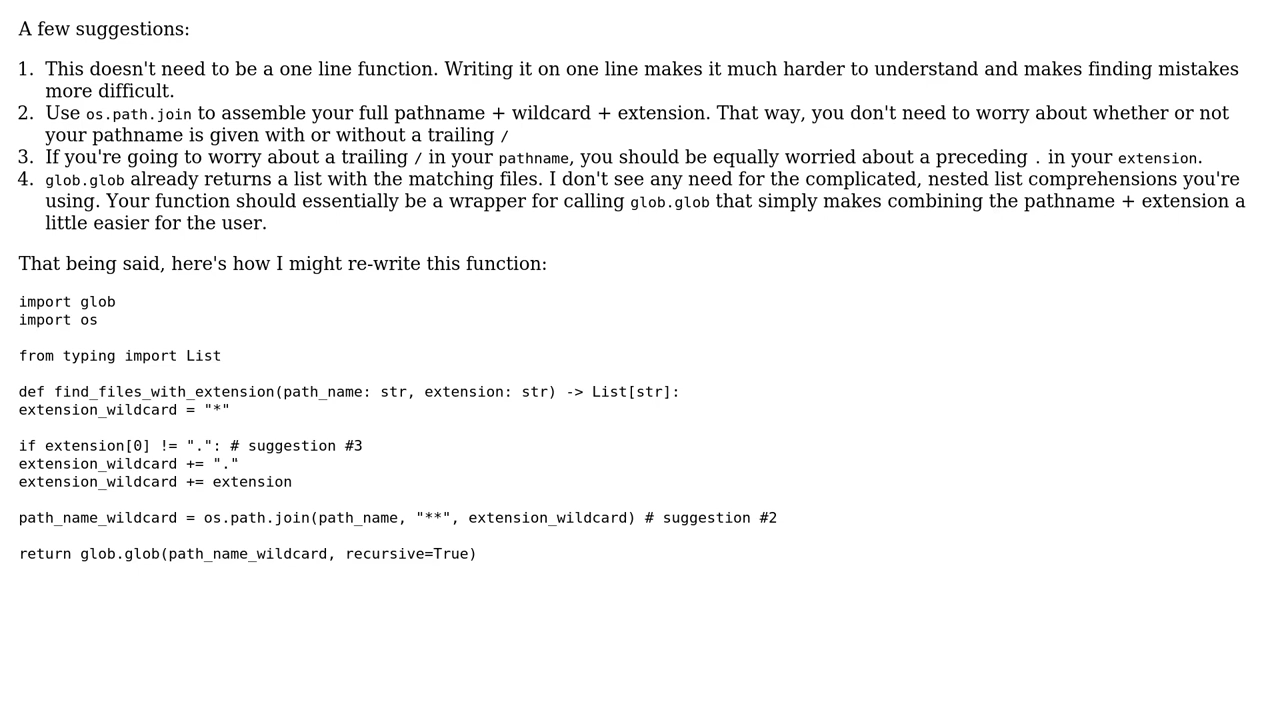 A few suggestions:
1. This doesn't need to be a one line function. Writing it on one line makes it much harder to understand and makes finding mistakes
more difficult.
2. Use os.path.join to assemble your full pathname + wildcard + extension. That way, you don't need to worry about whether or not
your pathname is given with or without a trailing /
3. If you're going to worry about a trailing / in your pathname, you should be equally worried about a preceding . in your extension.
4. glob.glob already returns a list with the matching files. I don't see any need for the complicated, nested list comprehensions you're
using. Your function should essentially be a wrapper for calling glob.glob that simply makes combining the pathname + extension a
little easier for the user.
That being said, here's how I might re-write this function:
import glob
import os
from typing import List
def find_files_with_extension(path_name: str, extension: str) -> List[str]:
extension_wildcard = "*"
if extension[0] != ".": # suggestion #3
extension_wildcard += "."
extension_wildcard += extension
path_name_wildcard = os.path.join(path_name, "**", extension_wildcard) # suggestion #2
return glob.glob(path_name_wildcard, recursive=True)